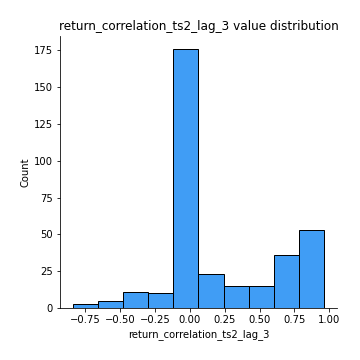 return_correlation_ts2_lag_3 value distribution
175
150
125
100
75
50
25
0
Count
−0.75 −0.50 −0.25 0.00 0.25 0.50 0.75 1.00
return_correlation_ts2_lag_3